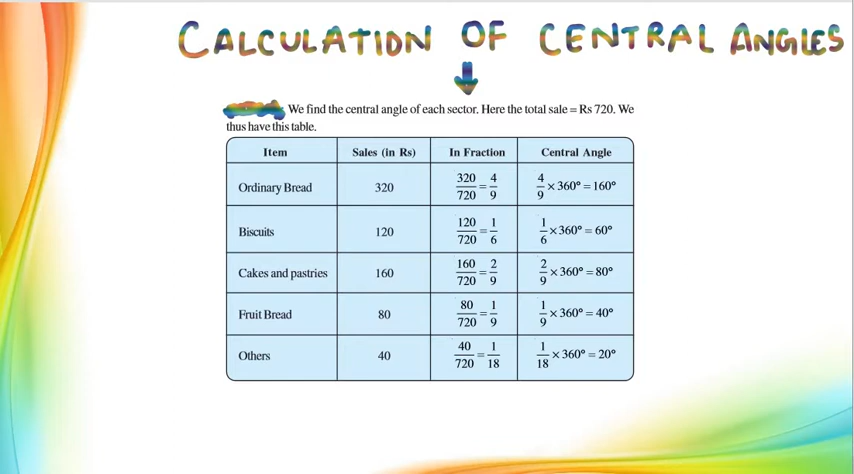 CALCULATION OF CENTRAL ANGLES
We find the central angle of each sector. Here the total sale = Rs 720. We
thus have this table.
Item Sales (in Rs) In Fraction Central Angle
Ordinary Bread 320 320/720 = 4/9 4/9 × 360° = 160°
Biscuits 120 120/720 = 1/6 1/6 × 360° = 60°
Cakes and pastries 160 160/720 = 2/9 2/9 × 360° = 80°
Fruit Bread 80 80/720 = 1/9 1/9 × 360° = 40°
Others 40 40/720 = 1/18 1/18 × 360° = 20°